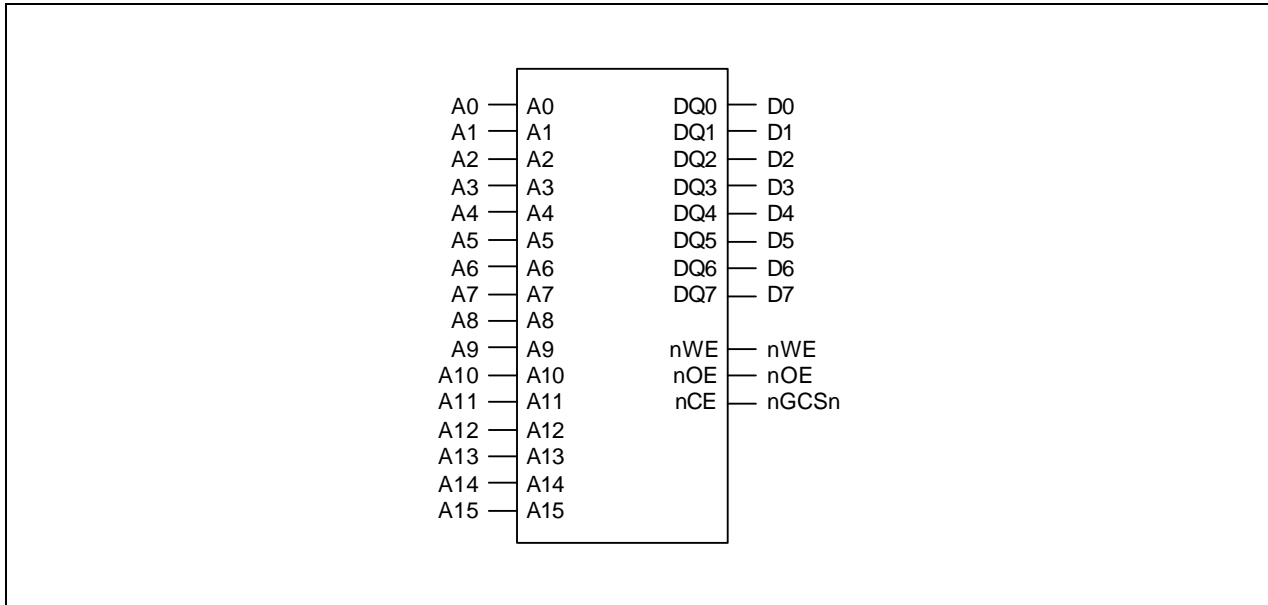 A0 A0 DQ0 D0
A1 A1 DQ1 D1
A2 A2 DQ2 D2
A3 A3 DQ3 D3
A4 A4 DQ4 D4
A5 A5 DQ5 D5
A6 A6 DQ6 D6
A7 A7 DQ7 D7
A8 A8
A9 A9 nWE nWE
A10 A10 nOE nOE
A11 A11 nCE nGCSn
A12 A12
A13 A13
A14 A14
A15 A15